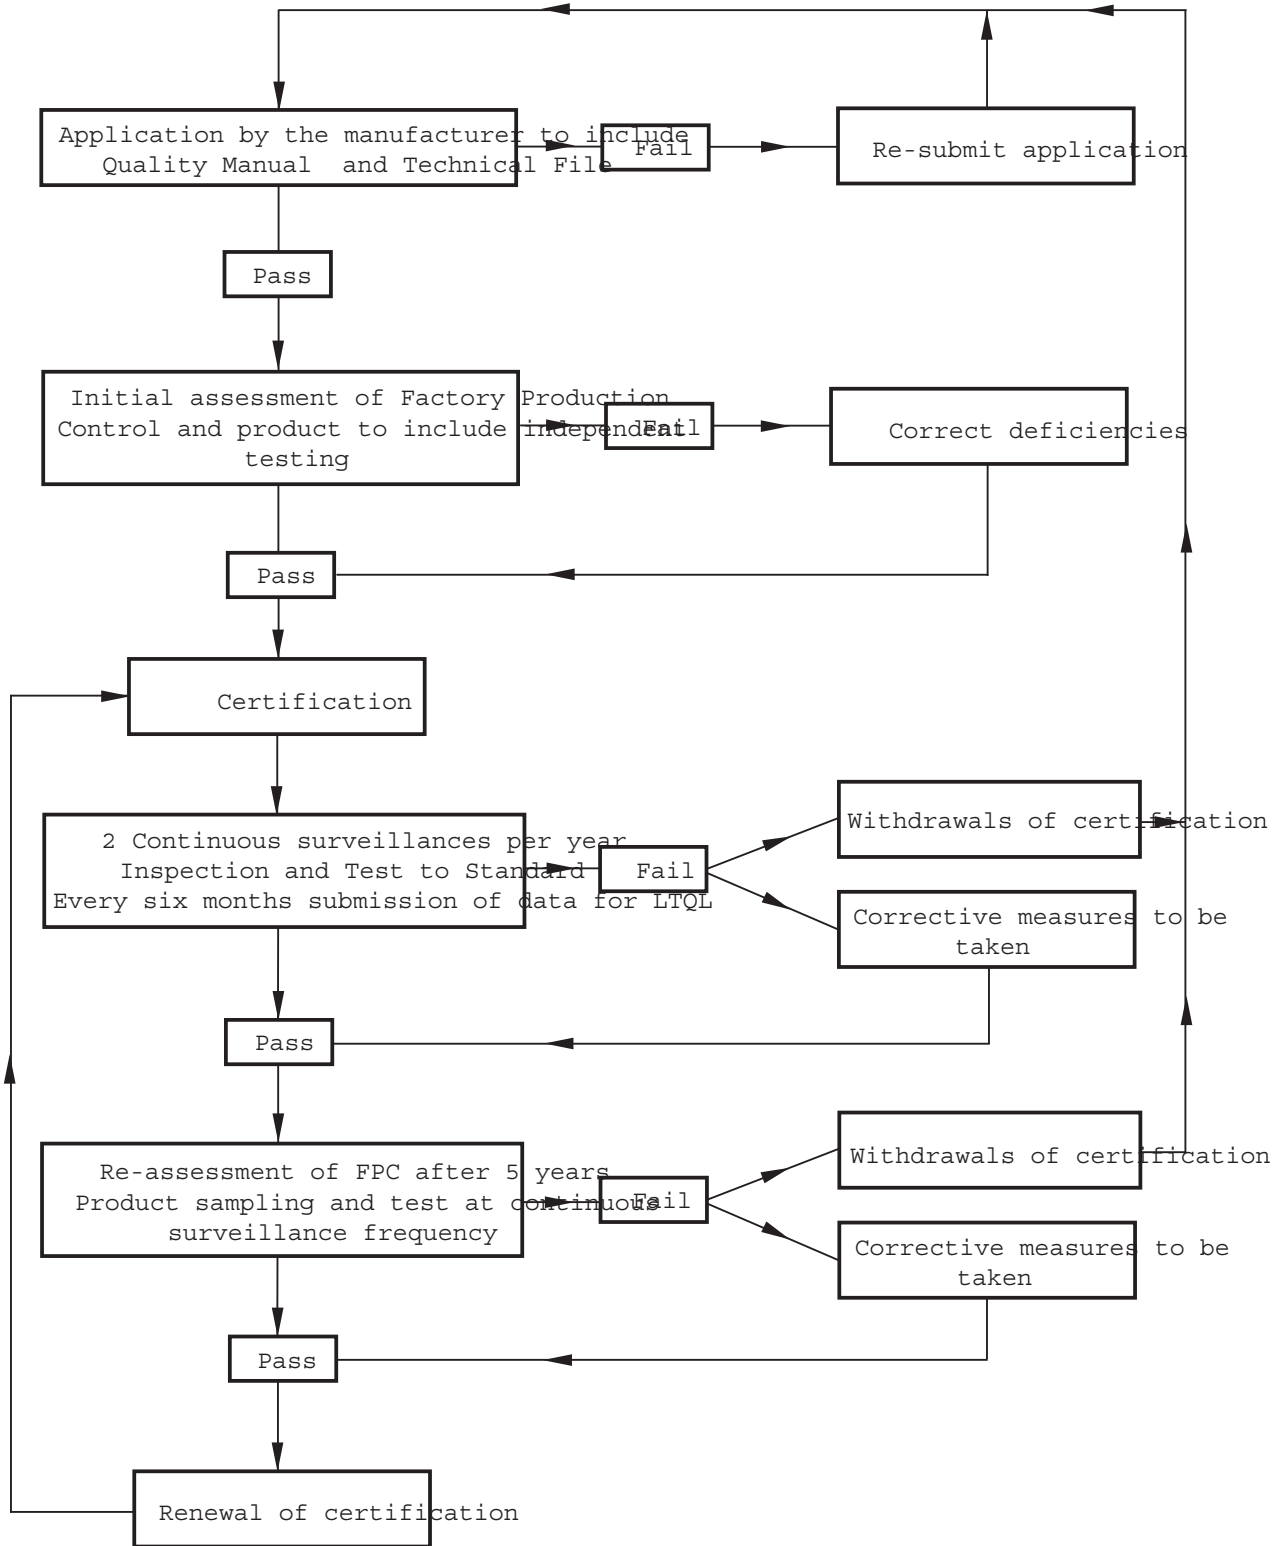 Application by the manufacturer to include
Quality Manual and Technical File
Fail
Re-submit application
Pass
Initial assessment of Factory Production
Control and product to include independent
testing
Fail
Correct deficiencies
Pass
Certification
2 Continuous surveillances per year
Inspection and Test to Standard
Every six months submission of data for LTQL
Fail
Withdrawals of certification
Corrective measures to be
taken
Pass
Re-assessment of FPC after 5 years
Product sampling and test at continuous
surveillance frequency
Fail
Withdrawals of certification
Corrective measures to be
taken
Pass
Renewal of certification